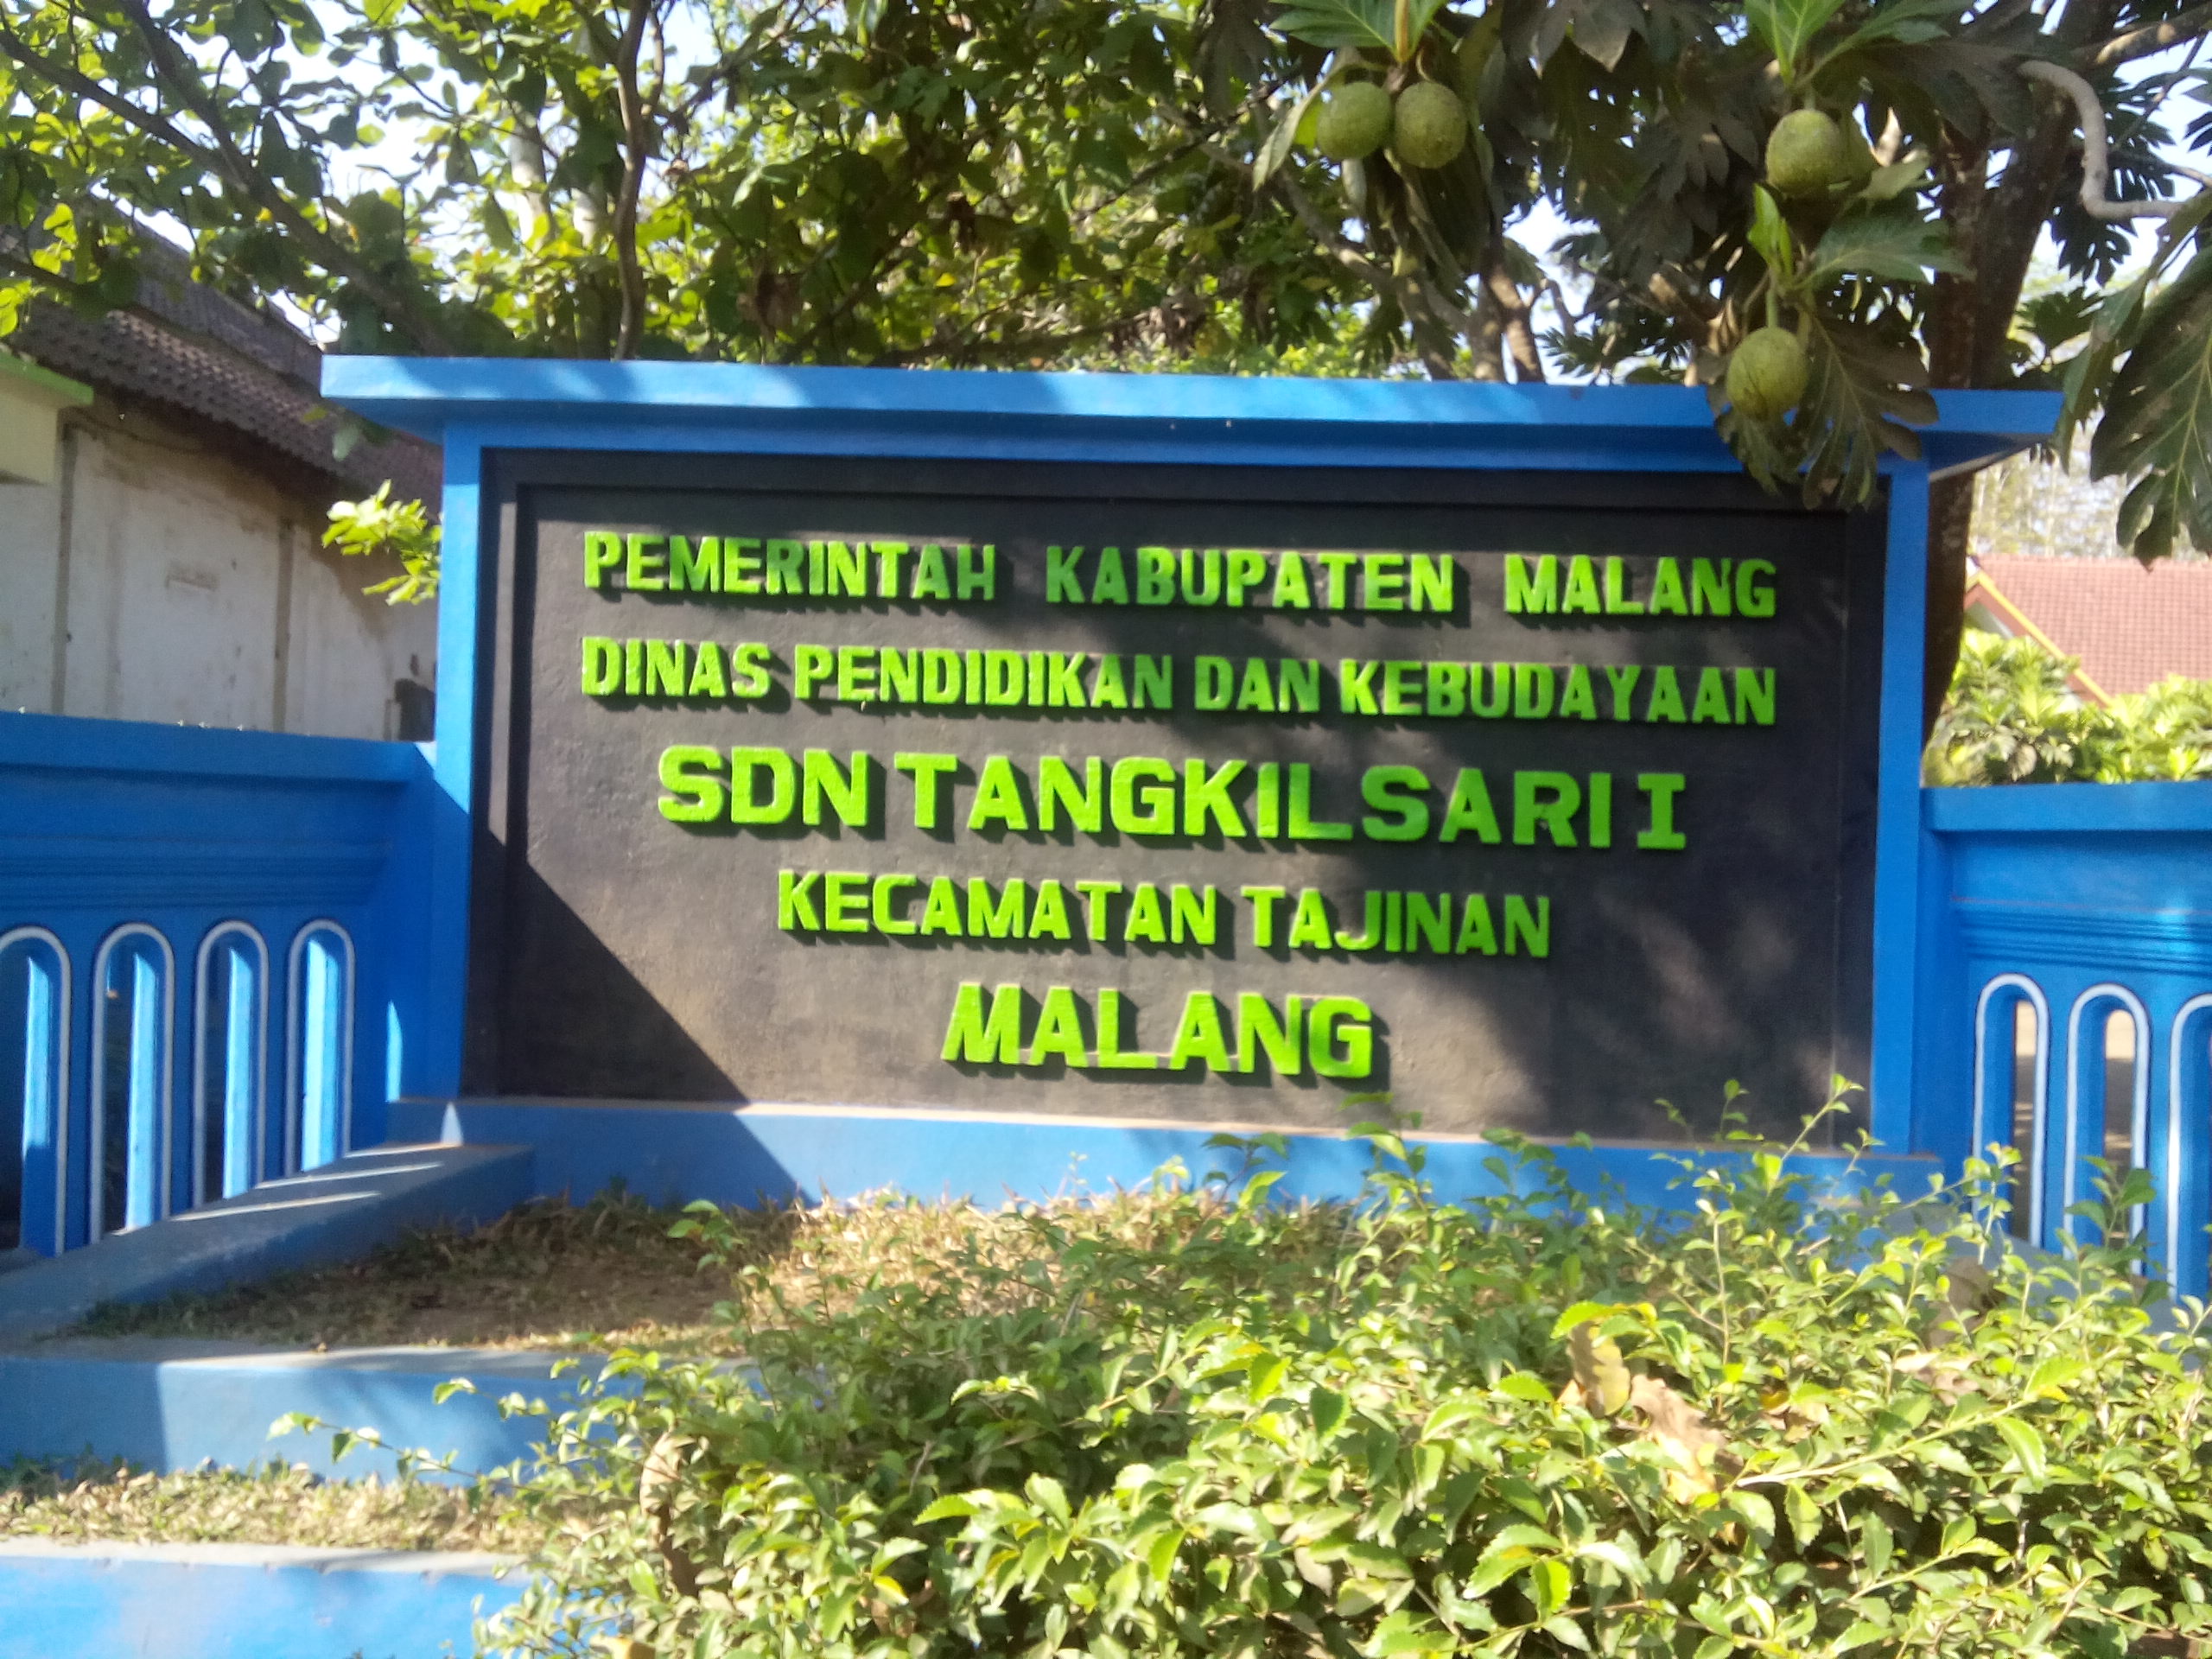 PEMERINTAH KABUPATEN MALANG
DINAS PENDIDIKAN DAN KEBUDAYAAN
SDN TANGKILSARI I
KECAMATAN TAJINAN
MALANG